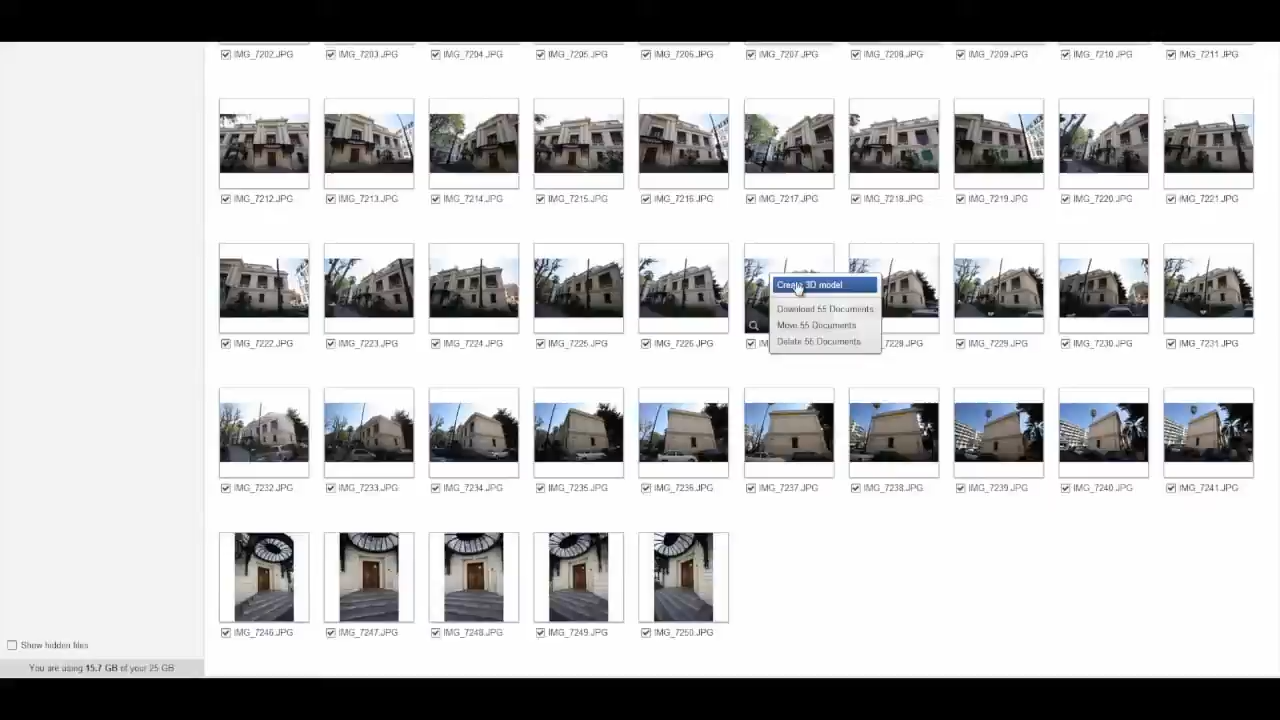 IMG_7202.JPG IMG_7203.JPG IMG_7204.JPG IMG_7205.JPG IMG_7206.JPG IMG_7207.JPG IMG_7208.JPG IMG_7209.JPG IMG_7210.JPG IMG_7211.JPG
IMG_7212.JPG IMG_7213.JPG IMG_7214.JPG IMG_7215.JPG IMG_7216.JPG IMG_7217.JPG IMG_7218.JPG IMG_7219.JPG IMG_7220.JPG IMG_7221.JPG
Create 3D model
Download 55 Documents
Move 55 Documents
Delete 55 Documents
IMG_7222.JPG IMG_7223.JPG IMG_7224.JPG IMG_7225.JPG IMG_7226.JPG IM 7228.JPG IMG_7229.JPG IMG_7230.JPG IMG_7231.JPG
IMG_7232.JPG IMG_7233.JPG IMG_7234.JPG IMG_7235.JPG IMG_7236.JPG IMG_7237.JPG IMG_7238.JPG IMG_7239.JPG IMG_7240.JPG IMG_7241.JPG
IMG_7246.JPG IMG_7247.JPG IMG_7248.JPG IMG_7249.JPG IMG_7250.JPG
Show hidden files
You are using 15.7 GB of your 25 GB